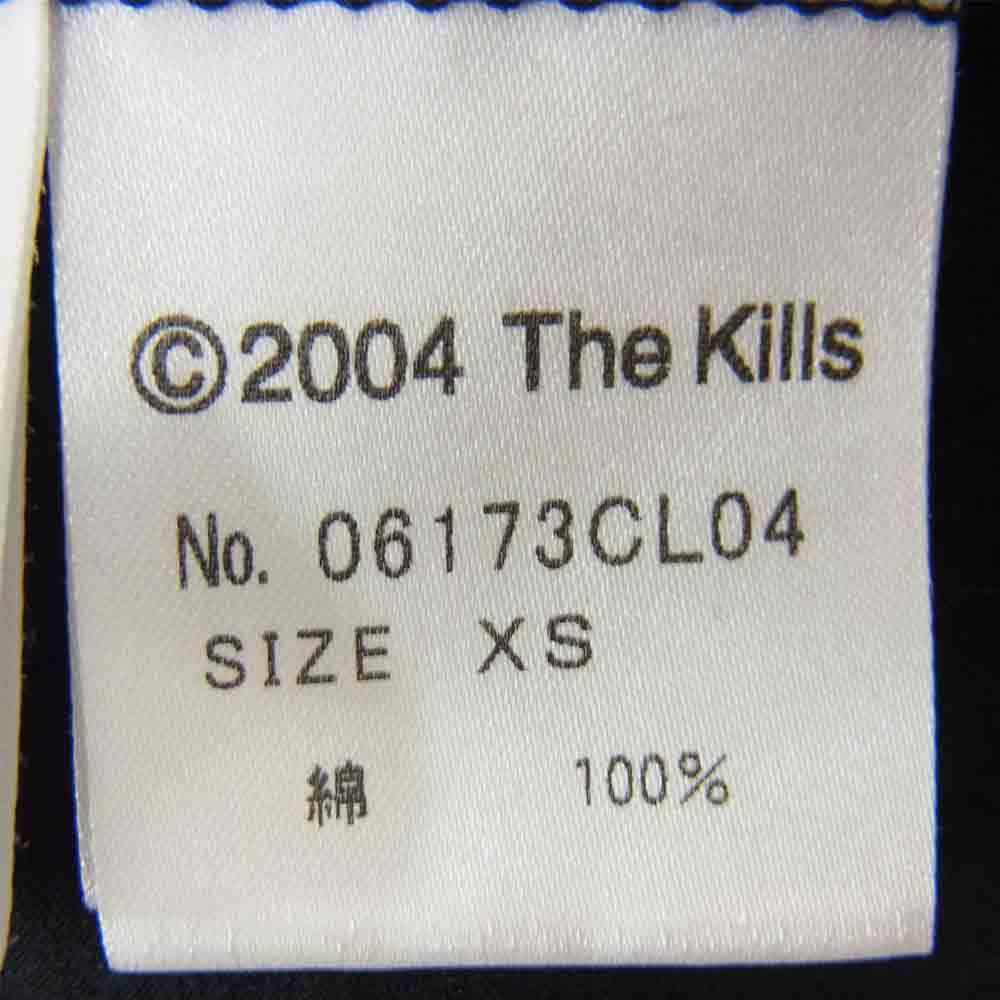 ©2004 The Kills
No. 06173CL04
SIZE XS
綿 100%